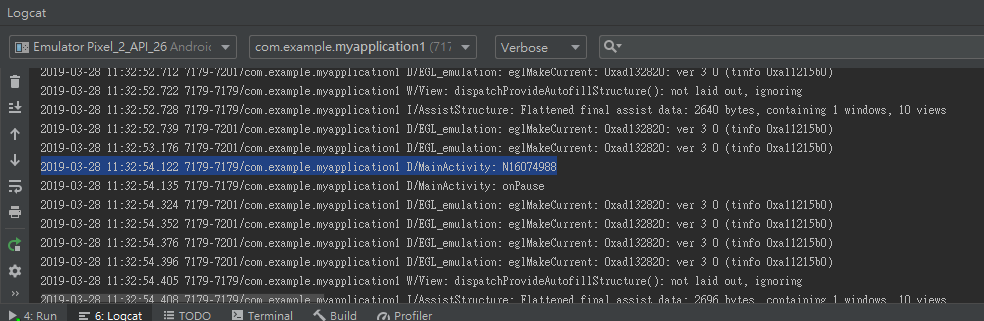 Logcat
Emulator Pixel_2_API_26 Android com.example.myapplication1 (717 Verbose
2019-03-28 11:32:52.712 7179-7201/com.example.myapplication1 D/EGL_emulation: eglMakeCurrent: 0xad132820: ver 3 0 (tinfo 0xa11215b0)
2019-03-28 11:32:52.722 7179-7179/com.example.myapplication1 W/View: dispatchProvideAutofillStructure(): not laid out, ignoring
2019-03-28 11:32:52.728 7179-7179/com.example.myapplication1 I/AssistStructure: Flattened final assist data: 2640 bytes, containing 1 windows, 10 views
2019-03-28 11:32:52.739 7179-7201/com.example.myapplication1 D/EGL_emulation: eglMakeCurrent: 0xad132820: ver 3 0 (tinfo 0xa11215b0)
2019-03-28 11:32:53.176 7179-7201/com.example.myapplication1 D/EGL_emulation: eglMakeCurrent: 0xad132820: ver 3 0 (tinfo 0xa11215b0)
2019-03-28 11:32:54.122 7179-7179/com.example.myapplication1 D/MainActivity: N16074988
2019-03-28 11:32:54.135 7179-7179/com.example.myapplication1 D/MainActivity: onPause
2019-03-28 11:32:54.324 7179-7201/com.example.myapplication1 D/EGL_emulation: eglMakeCurrent: 0xad132820: ver 3 0 (tinfo 0xa11215b0)
2019-03-28 11:32:54.352 7179-7201/com.example.myapplication1 D/EGL_emulation: eglMakeCurrent: 0xad132820: ver 3 0 (tinfo 0xa11215b0)
2019-03-28 11:32:54.376 7179-7201/com.example.myapplication1 D/EGL_emulation: eglMakeCurrent: 0xad132820: ver 3 0 (tinfo 0xa11215b0)
2019-03-28 11:32:54.396 7179-7201/com.example.myapplication1 D/EGL_emulation: eglMakeCurrent: 0xad132820: ver 3 0 (tinfo 0xa11215b0)
2019-03-28 11:32:54.405 7179-7179/com.example.myapplication1 W/View: dispatchProvideAutofillStructure(): not laid out, ignoring
2019-03-28 11:32:54.408 7179-7179/com.example.myapplication1 I/AssistStructure: Flattened final assist data: 2696 bytes, containing 1 windows, 10 views
4: Run 6: Logcat TODO Terminal Build Profiler